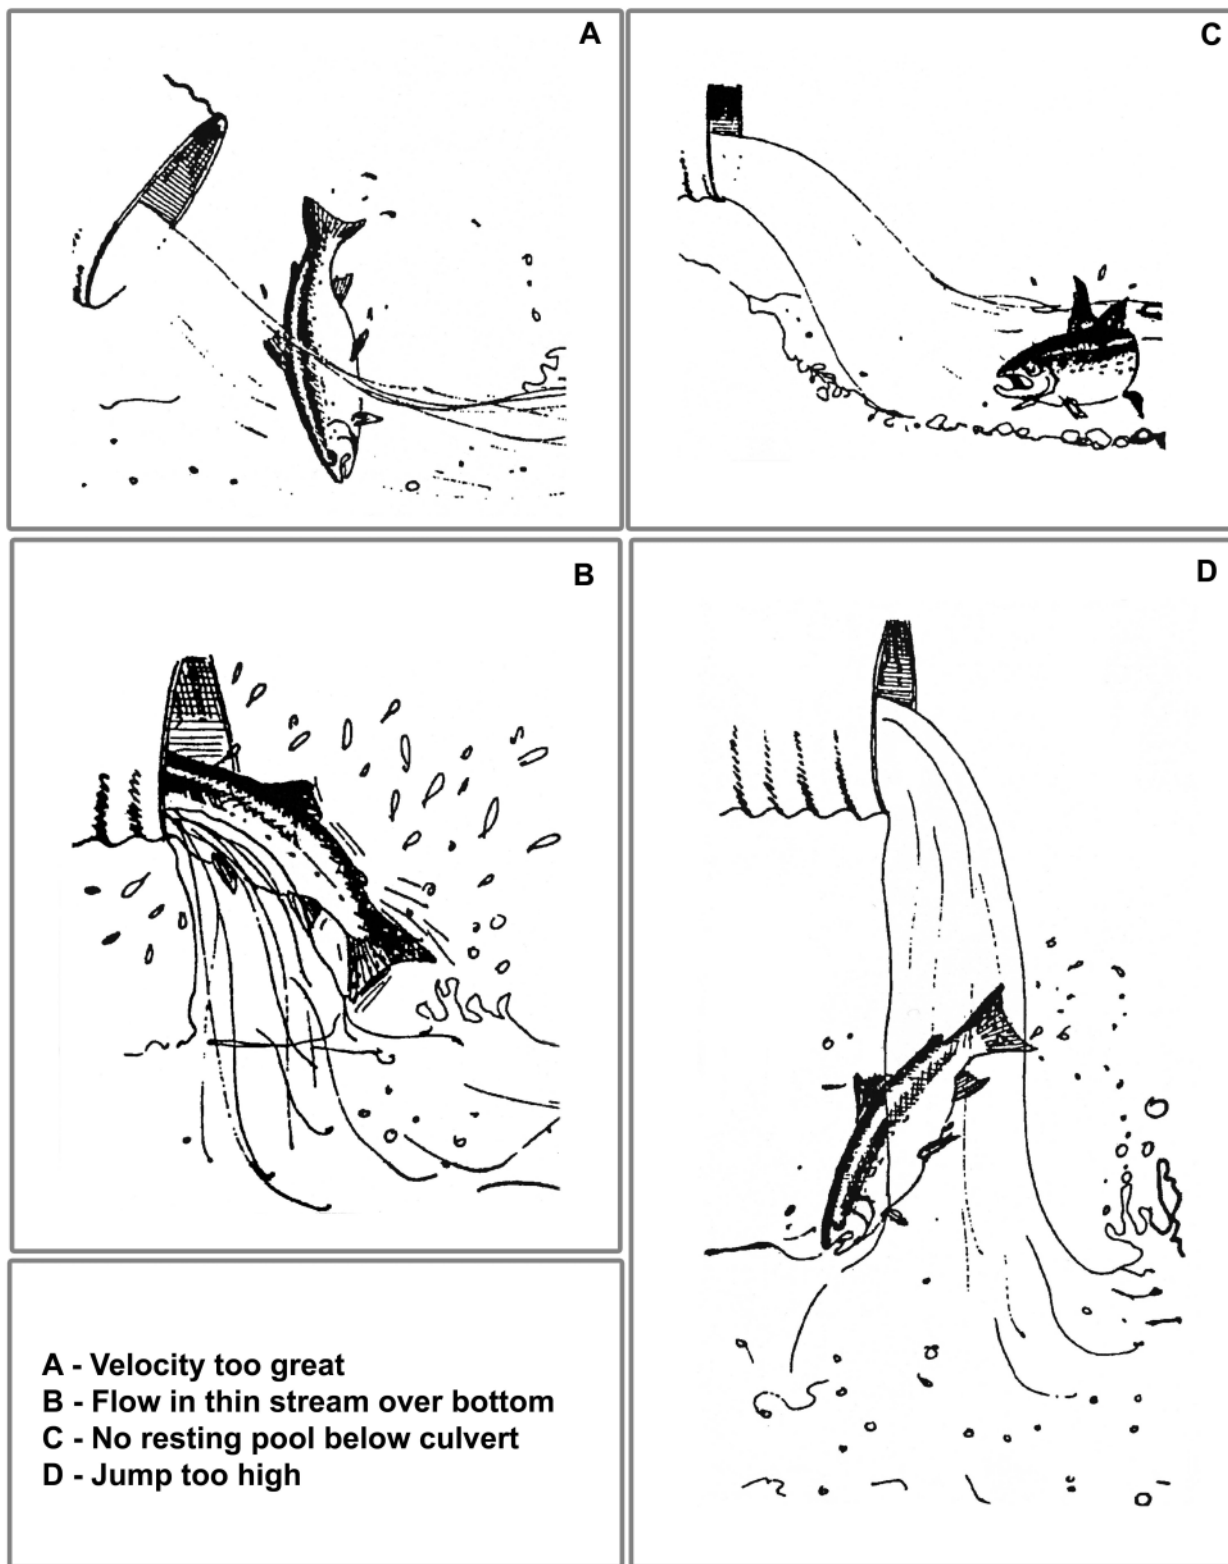 A
C
B
D
A - Velocity too great
B - Flow in thin stream over bottom
C - No resting pool below culvert
D - Jump too high